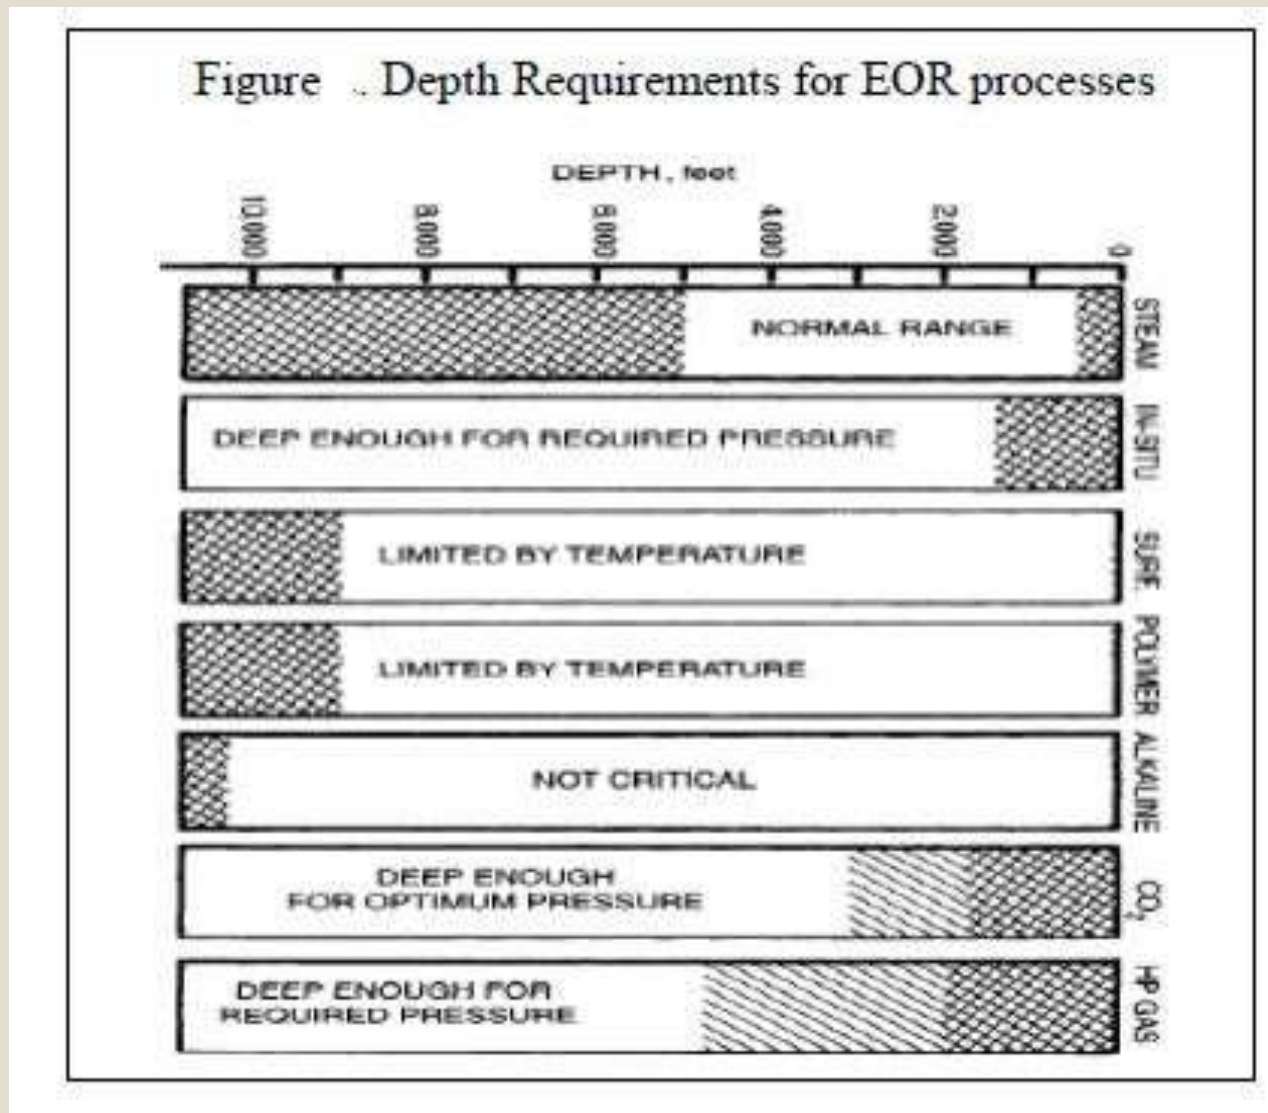 Figure .. Depth Requirements for EOR processes
DEPTH, feet
10,000 8,000 6,000 4,000 2,000 0
NORMAL RANGE
STEAM
DEEP ENOUGH FOR REQUIRED PRESSURE
IN-SITU
LIMITED BY TEMPERATURE
SURF.
LIMITED BY TEMPERATURE
POLYMER
NOT CRITICAL
ALKALINE
DEEP ENOUGH
FOR OPTIMUM PRESSURE
CO₂
DEEP ENOUGH FOR
REQUIRED PRESSURE
HP GAS